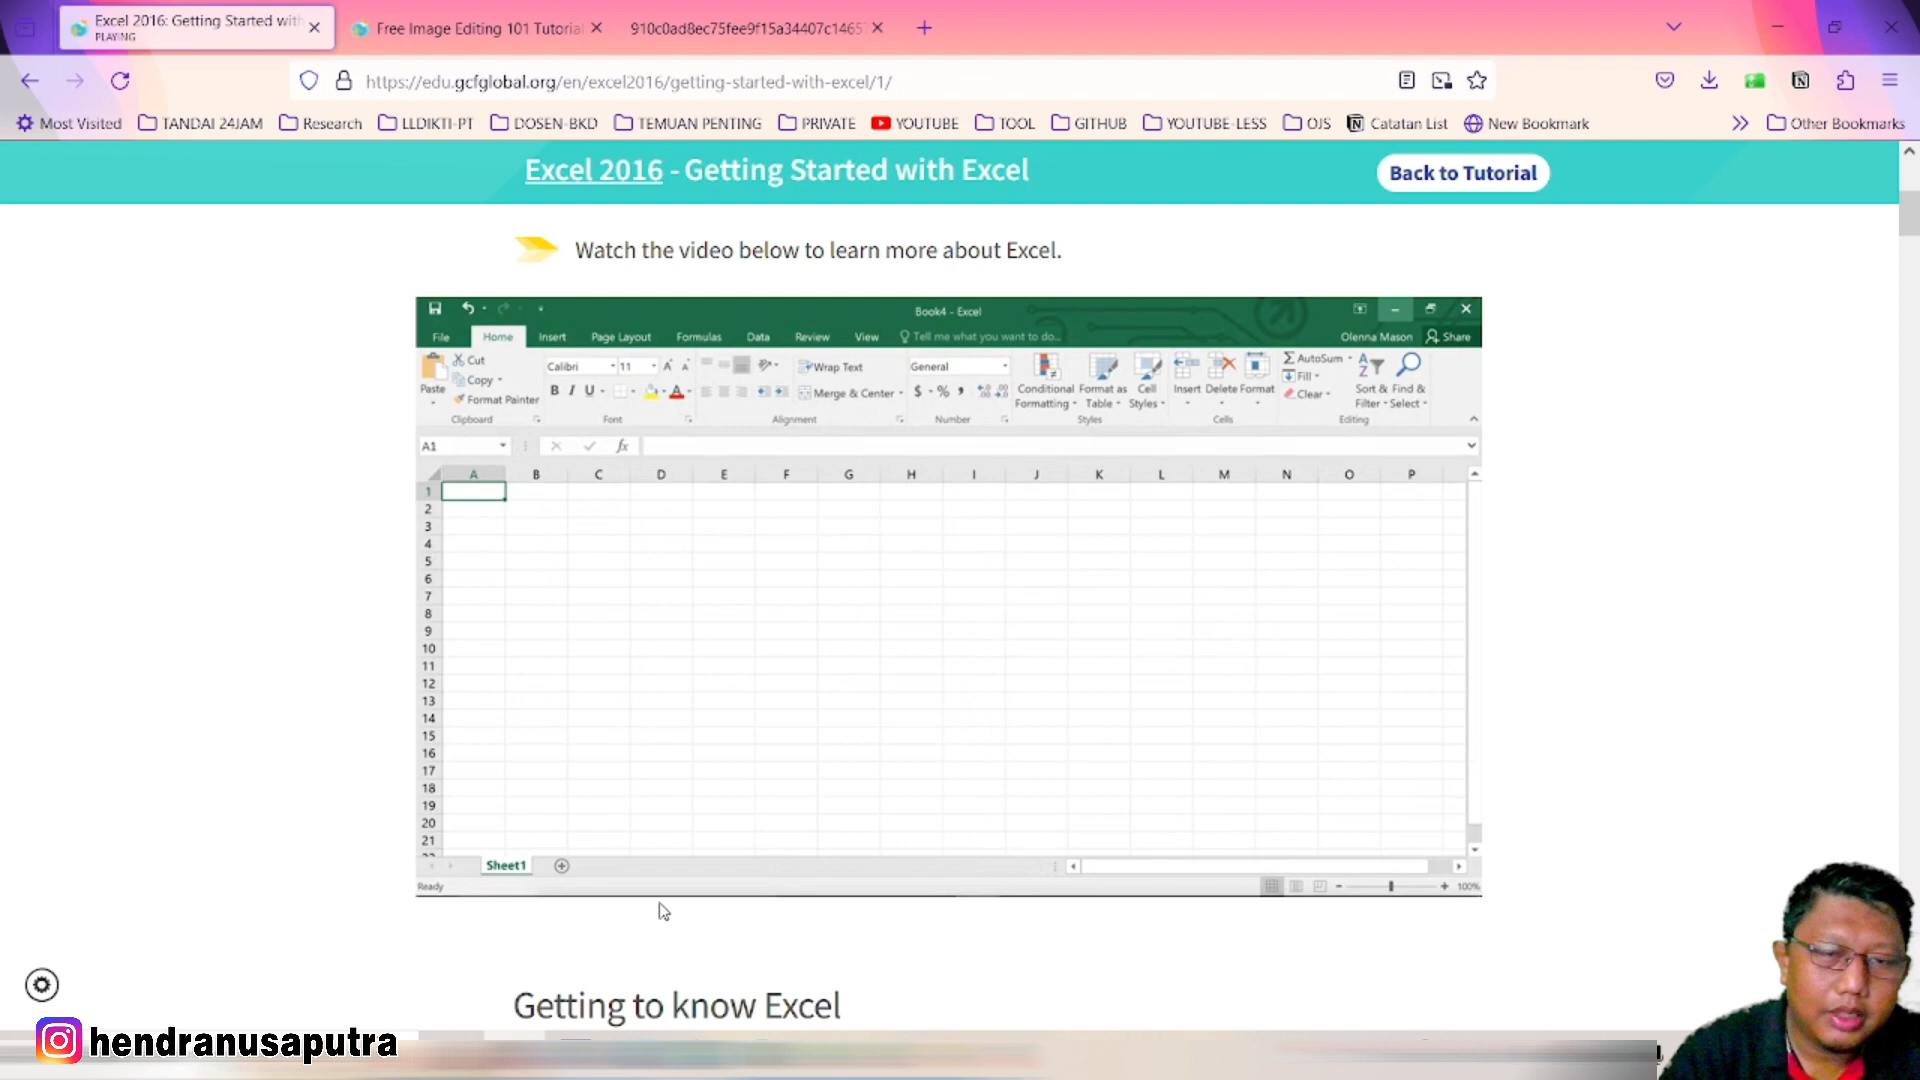 Excel 2016: Getting Started with
PLAYING
Free Image Editing 101 Tutorial
910c0ad8ec75fee9f15a34407c1465
https://edu.gcfglobal.org/en/excel2016/getting-started-with-excel/1/
Most Visited TANDAI 24JAM Research LLDIKTI-PT DOSEN-BKD TEMUAN PENTING PRIVATE YOUTUBE TOOL GITHUB YOUTUBE-LESS OJS Catatan List New Bookmark Other Bookmarks
Excel 2016 - Getting Started with Excel
Back to Tutorial
Watch the video below to learn more about Excel.
Book4 - Excel
File Home Insert Page Layout Formulas Data Review View Tell me what you want to do... Olenna Mason Share
Paste
Cut
Copy
Format Painter
Clipboard
Calibri 11
B I U
Font
Wrap Text
Merge & Center
Alignment
General
$ % ,
Number
Conditional Formatting
Format as Table
Cell Styles
Styles
Insert Delete Format
Cells
AutoSum
Fill
Clear
Sort & Filter
Find & Select
Editing
A1 fx
A B C D E F G H I J K L M N O P
1
2
3
4
5
6
7
8
9
10
11
12
13
14
15
16
17
18
19
20
21
Sheet1
Ready
100%
Getting to know Excel
hendranusaputra